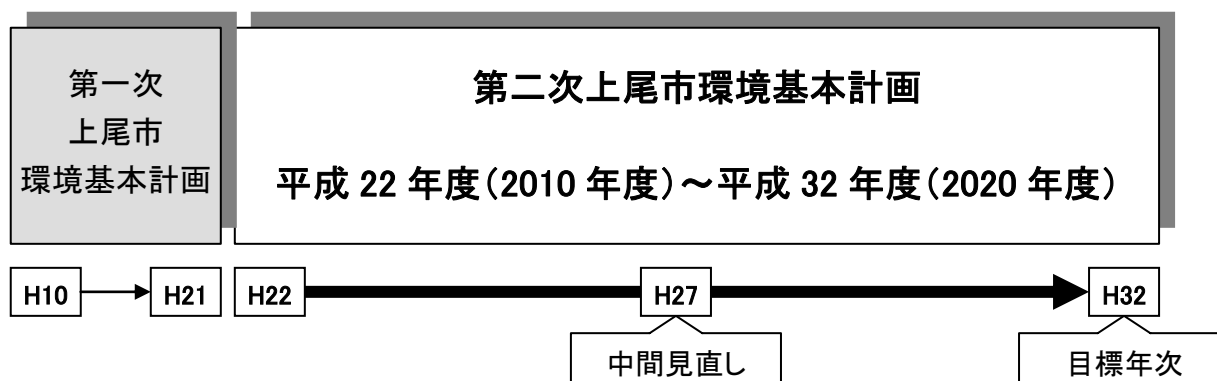 第一次
上尾市
環境基本計画
第二次上尾市環境基本計画
平成 22 年度(2010 年度)～平成 32 年度(2020 年度)
H10
H21
H22
H27
H32
中間見直し
目標年次